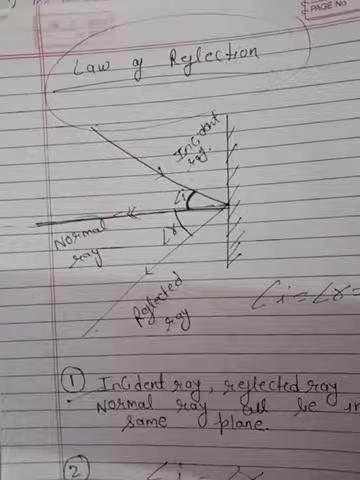 PAGE No
Law of Reflection
Incident
ray.
∠i
∠r
Normal
ray
Reflected
ray
∠i = ∠r =
① Incident ray, reflected ray
Normal ray all lie in
same plane.
②